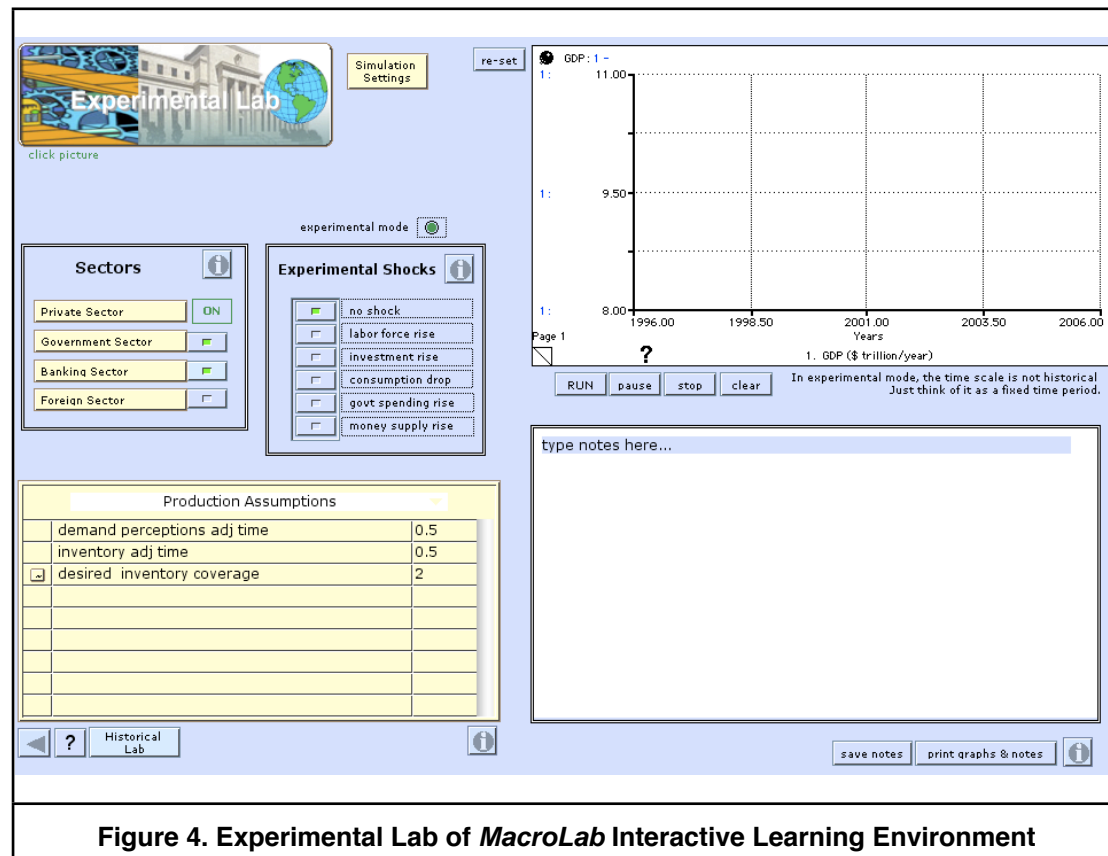 Experimental Lab
click picture
Simulation
Settings
re-set
experimental mode
Sectors
Private Sector ON
Government Sector
Banking Sector
Foreign Sector
Experimental Shocks
no shock
labor force rise
investment rise
consumption drop
govt spending rise
money supply rise
GDP: 1 -
1: 11.00
1: 9.50
1: 8.00
1996.00 1998.50 2001.00 2003.50 2006.00
Page 1
Years
? 1. GDP ($ trillion/year)
RUN pause stop clear
In experimental mode, the time scale is not historical
Just think of it as a fixed time period.
Production Assumptions
demand perceptions adj time 0.5
inventory adj time 0.5
desired inventory coverage 2
type notes here...
? Historical
Lab
save notes print graphs & notes
Figure 4. Experimental Lab of MacroLab Interactive Learning Environment